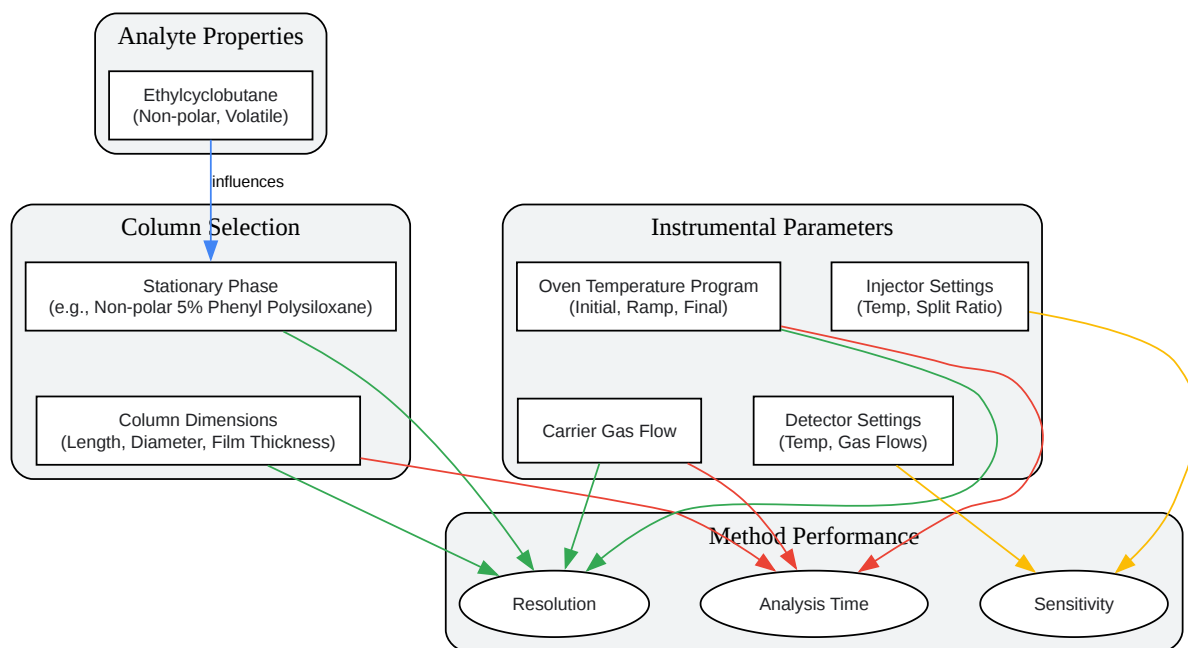 Analyte Properties
Ethylcyclobutane
(Non-polar, Volatile)
influences
Column Selection
Stationary Phase
(e.g., Non-polar 5% Phenyl Polysiloxane)
Column Dimensions
(Length, Diameter, Film Thickness)
Instrumental Parameters
Oven Temperature Program
(Initial, Ramp, Final)
Injector Settings
(Temp, Split Ratio)
Carrier Gas Flow
Detector Settings
(Temp, Gas Flows)
Method Performance
Resolution
Analysis Time
Sensitivity